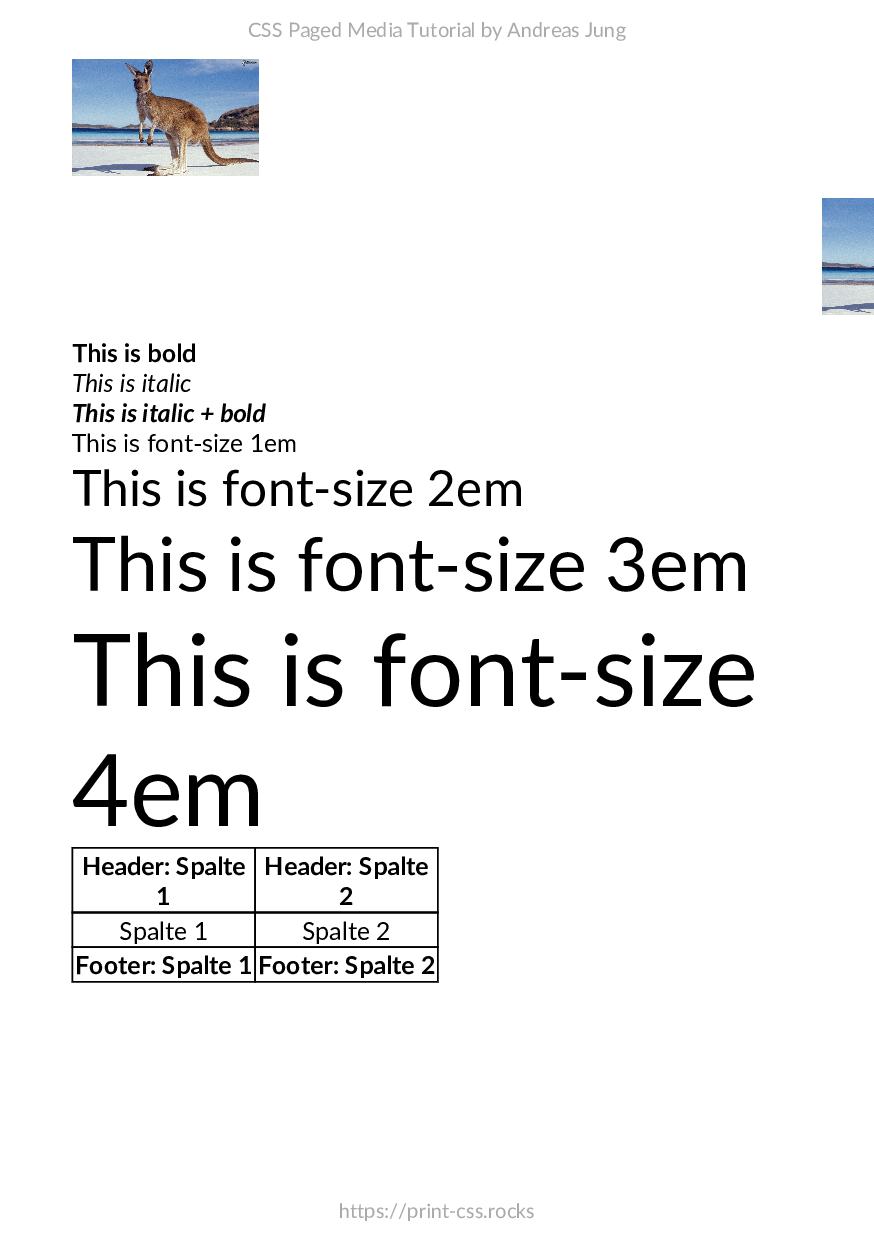 CSS Paged Media Tutorial by Andreas Jung
This is bold
This is italic
This is italic + bold
This is font-size 1em
This is font-size 2em
This is font-size 3em
This is font-size
4em
Header: Spalte 1
Header: Spalte 2
Spalte 1
Spalte 2
Footer: Spalte 1
Footer: Spalte 2
https://print-css.rocks